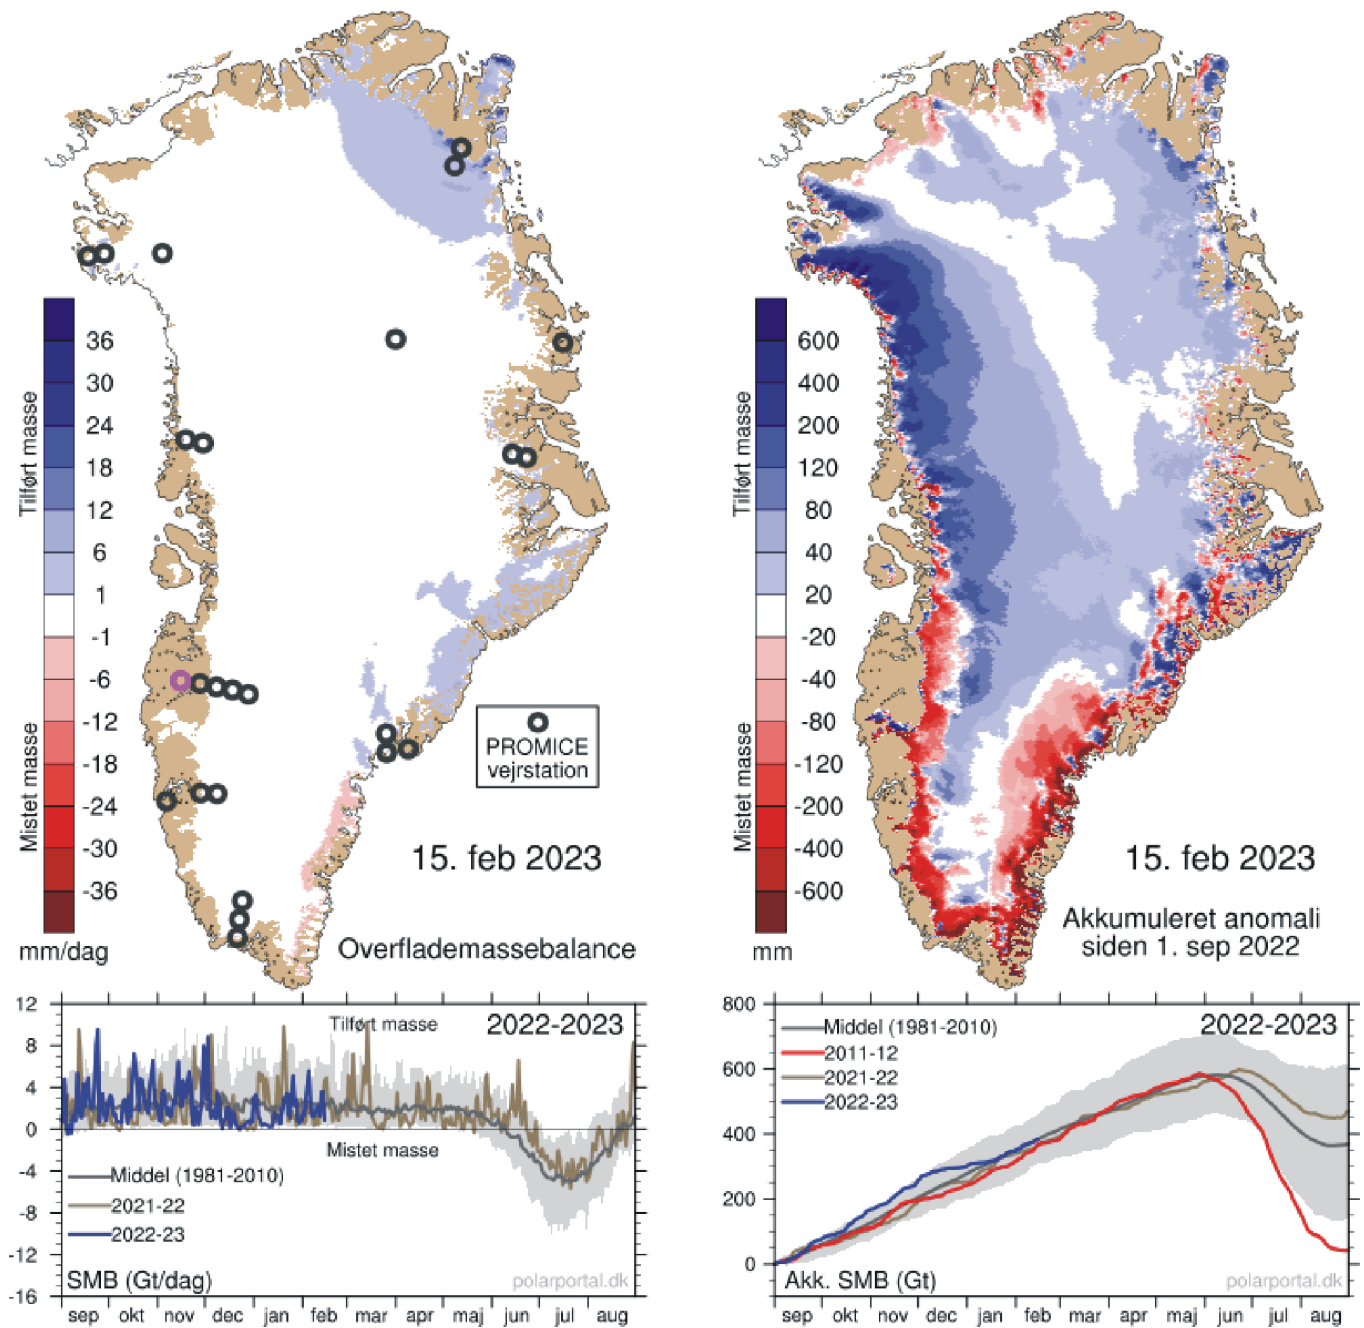 36
30
24
18
12
6
1
-1
-6
-12
-18
-24
-30
-36
Tilført masse
Mistet masse
mm/dag
PROMICE
vejrstation
15. feb 2023
Overflademassebalance
600
400
200
120
80
40
20
-20
-40
-80
-120
-200
-400
-600
Tilført masse
Mistet masse
mm
15. feb 2023
Akkumuleret anomali
siden 1. sep 2022
12
8
4
0
-4
-8
-12
-16
Tilført masse
2022-2023
Mistet masse
Middel (1981-2010)
2021-22
2022-23
SMB (Gt/dag)
polarportal.dk
sep okt nov dec jan feb mar apr maj jun jul aug
800
600
400
200
0
Middel (1981-2010)
2022-2023
2011-12
2021-22
2022-23
Akk. SMB (Gt)
polarportal.dk
sep okt nov dec jan feb mar apr maj jun jul aug